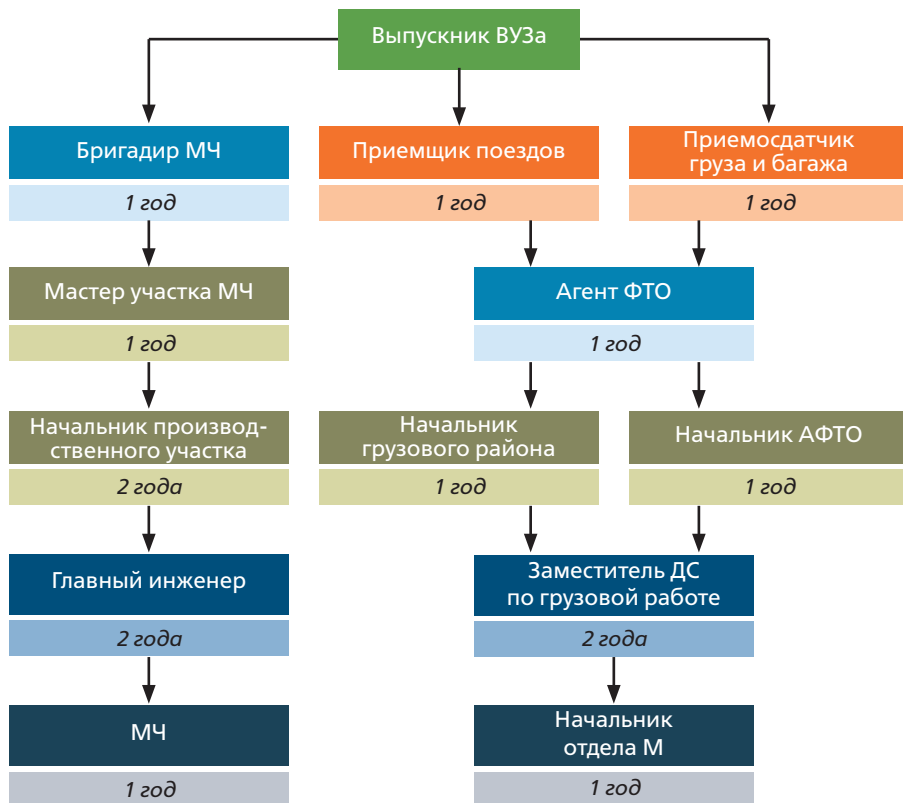 Выпускник ВУЗа
Бригадир МЧ
Приемщик поездов
Приемосдатчик
груза и багажа
1 год
1 год
1 год
Мастер участка МЧ
Агент ФТО
1 год
1 год
Начальник производ-
ственного участка
Начальник
грузового района
Начальник АФТО
2 года
1 год
1 год
Главный инженер
Заместитель ДС
по грузовой работе
2 года
2 года
МЧ
Начальник
отдела М
1 год
1 год